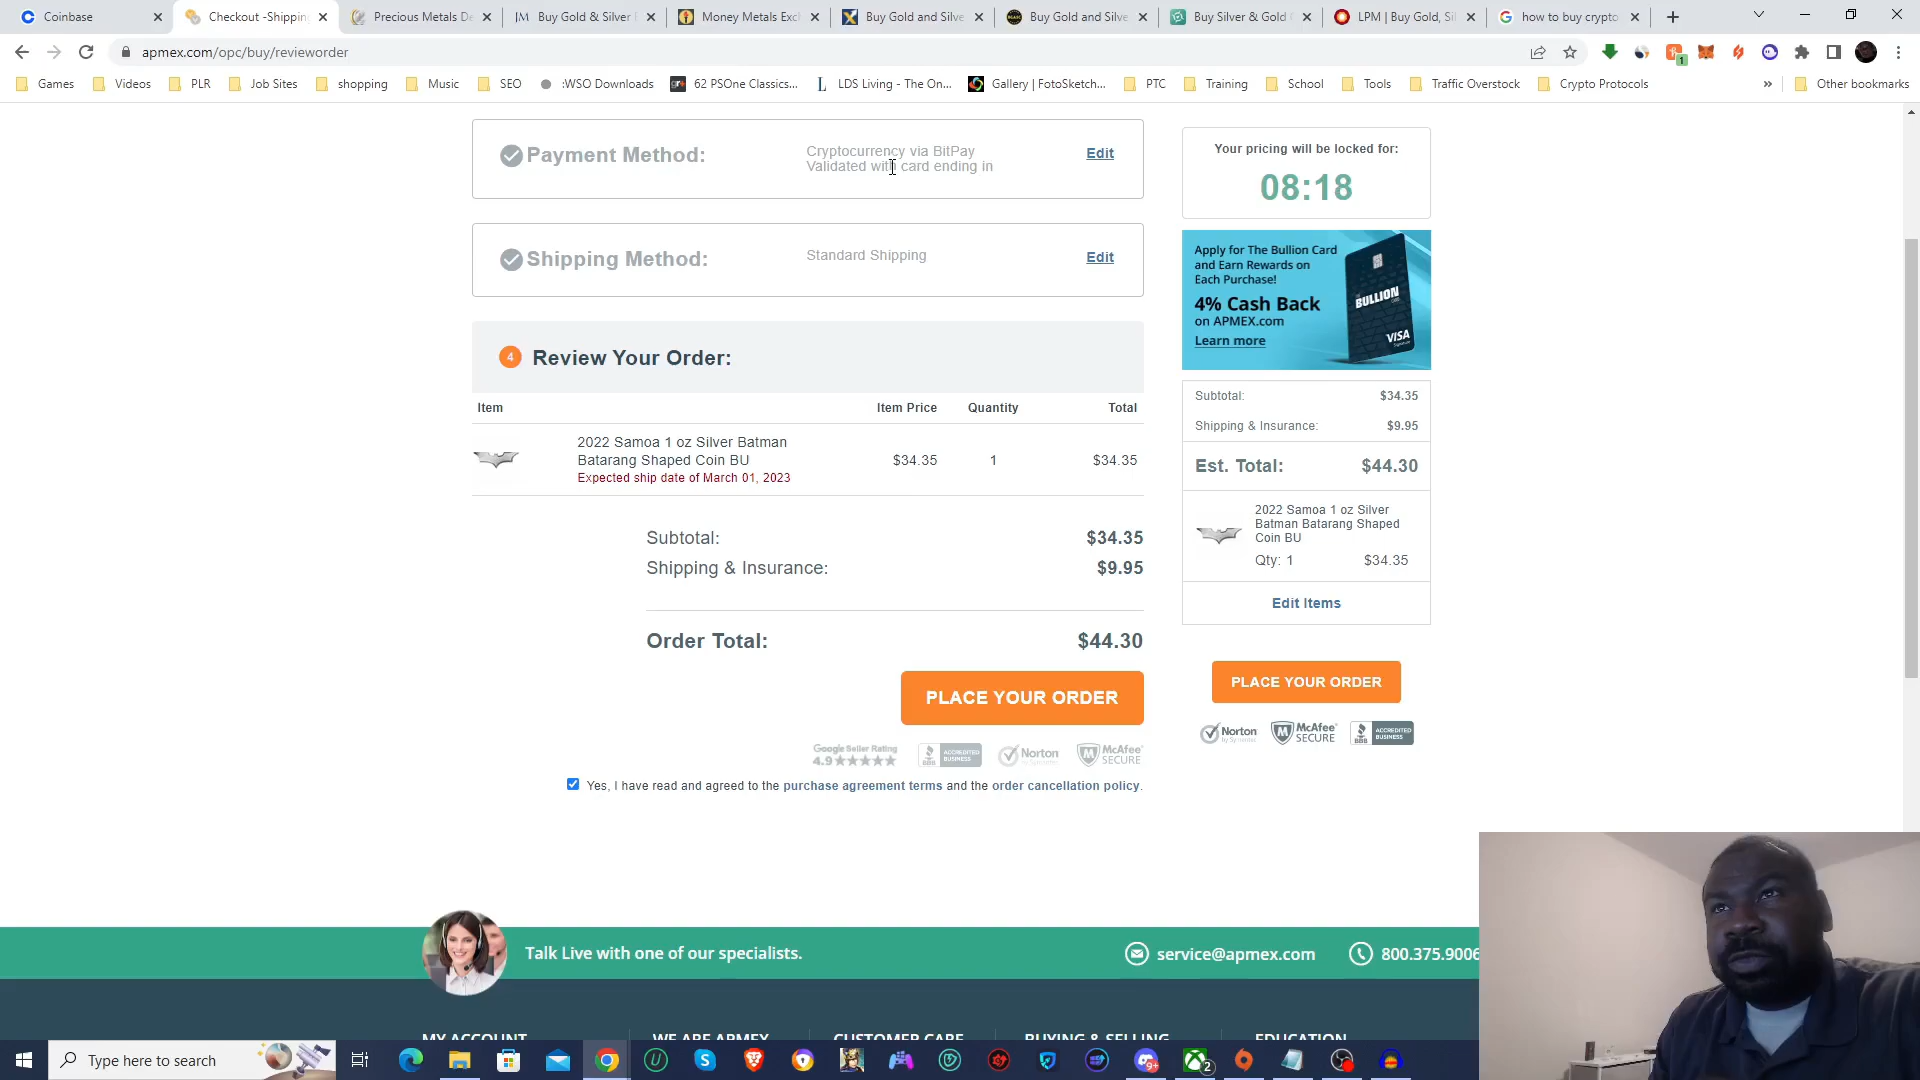 Coinbase
Checkout -Shippin
Precious Metals De
JM Buy Gold & Silver
Money Metals Exc
Buy Gold and Silve
Buy Gold and Silve
Buy Silver & Gold
LPM | Buy Gold, Sil
how to buy crypto
apmex.com/opc/buy/revieworder
1
Games
Videos
PLR
Job Sites
shopping
Music
SEO
:WSO Downloads
62 PSOne Classics...
LDS Living - The On...
Gallery | FotoSketch...
PTC
Training
School
Tools
Traffic Overstock
Crypto Protocols
»
Other bookmarks
Payment Method:
Cryptocurrency via BitPay
Validated with card ending in
Edit
Shipping Method:
Standard Shipping
Edit
4 Review Your Order:
Item Item Price Quantity Total
2022 Samoa 1 oz Silver Batman
Batarang Shaped Coin BU
Expected ship date of March 01, 2023
$34.35 1 $34.35
Subtotal: $34.35
Shipping & Insurance: $9.95
Order Total: $44.30
PLACE YOUR ORDER
Google Seller Rating
4.9★★★★★
BBB ACCREDITED BUSINESS
Norton
McAfee SECURE
Yes, I have read and agreed to the purchase agreement terms and the order cancellation policy.
Your pricing will be locked for:
08:18
Apply for The Bullion Card
and Earn Rewards on
Each Purchase!
4% Cash Back
on APMEX.com
Learn more
BULLION
VISA
Subtotal: $34.35
Shipping & Insurance: $9.95
Est. Total: $44.30
2022 Samoa 1 oz Silver
Batman Batarang Shaped
Coin BU
Qty: 1 $34.35
Edit Items
PLACE YOUR ORDER
Norton
McAfee SECURE
BBB ACCREDITED BUSINESS
Talk Live with one of our specialists.
service@apmex.com
800.375.9006
MY ACCOUNT
WE ARE APMEX
CUSTOMER CARE
BUYING & SELLING
EDUCATION
Type here to search
9+
2